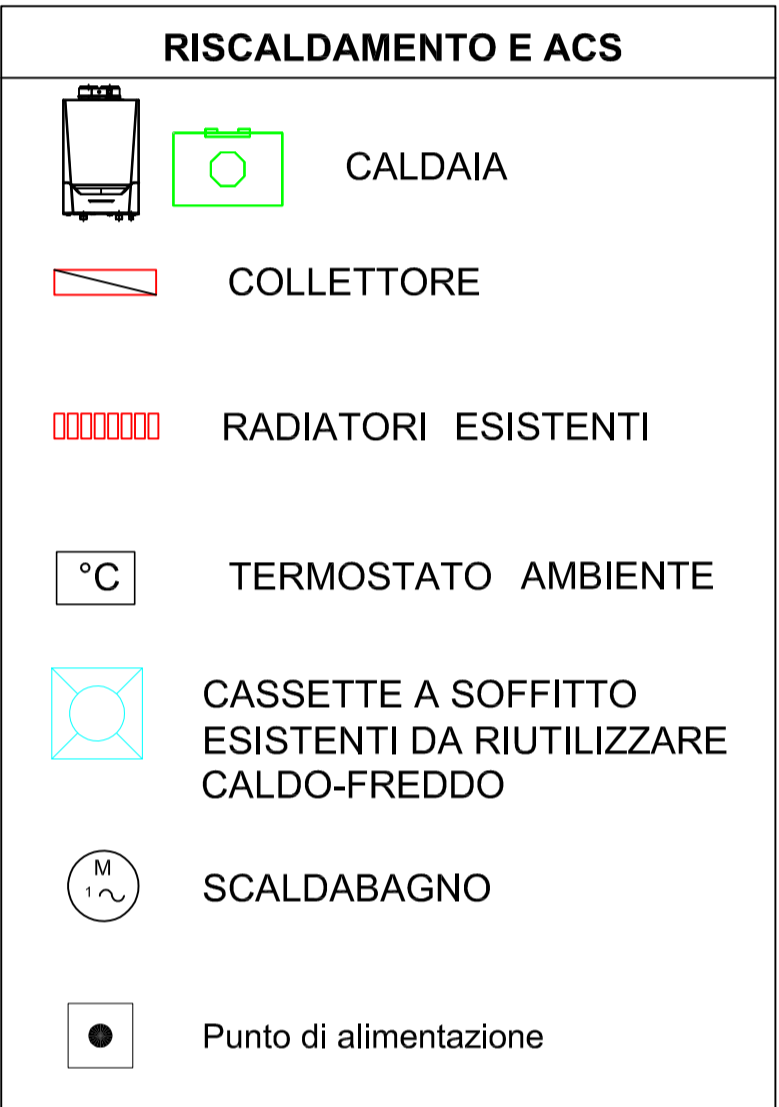 RISCALDAMENTO E ACS
CALDAIA
COLLETTORE
RADIATORI ESISTENTI
°C
TERMOSTATO AMBIENTE
CASSETTE A SOFFITTO
ESISTENTI DA RIUTILIZZARE
CALDO-FREDDO
M
1~
SCALDABAGNO
Punto di alimentazione